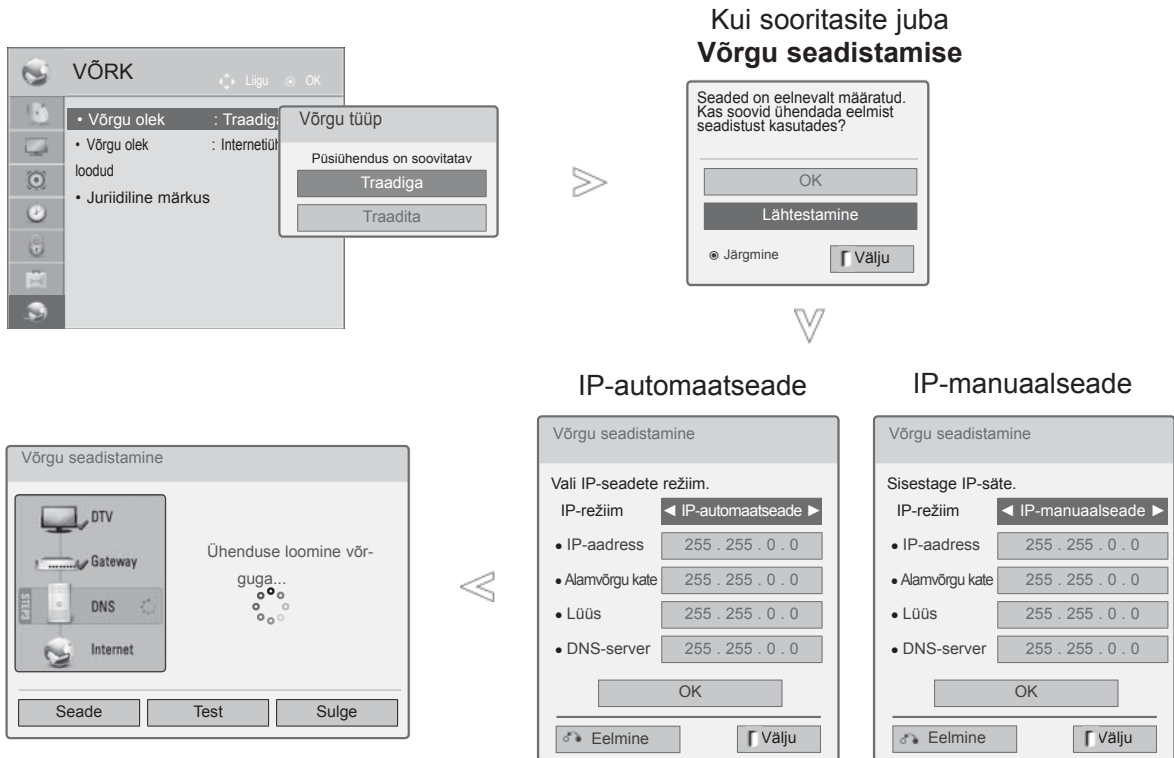 Kui sooritasite juba
Võrgu seadistamise
VÕRK
Liigu ◉ OK
• Võrgu olek : Traadiga
• Võrgu olek : Internetiüh
loodud
• Juriidiline märkus
Võrgu tüüp
Püsiühendus on soovitatav
Traadiga
Traadita
Seaded on eelnevalt määratud.
Kas soovid ühendada eelmist
seadistust kasutades?
OK
Lähtestamine
◉ Järgmine
Välju
IP-automaatseade
Võrgu seadistamine
Vali IP-seadete režiim.
IP-režiim ◄ IP-automaatseade ►
• IP-aadress 255 . 255 . 0 . 0
• Alamvõrgu kate 255 . 255 . 0 . 0
• Lüüs 255 . 255 . 0 . 0
• DNS-server 255 . 255 . 0 . 0
OK
Eelmine
Välju
IP-manuaalseade
Võrgu seadistamine
Sisestage IP-säte.
IP-režiim ◄ IP-manuaalseade ►
• IP-aadress 255 . 255 . 0 . 0
• Alamvõrgu kate 255 . 255 . 0 . 0
• Lüüs 255 . 255 . 0 . 0
• DNS-server 255 . 255 . 0 . 0
OK
Eelmine
Välju
Võrgu seadistamine
DTV
Gateway
STEP3
DNS
Internet
Ühenduse loomine võr-
guga...
Seade
Test
Sulge